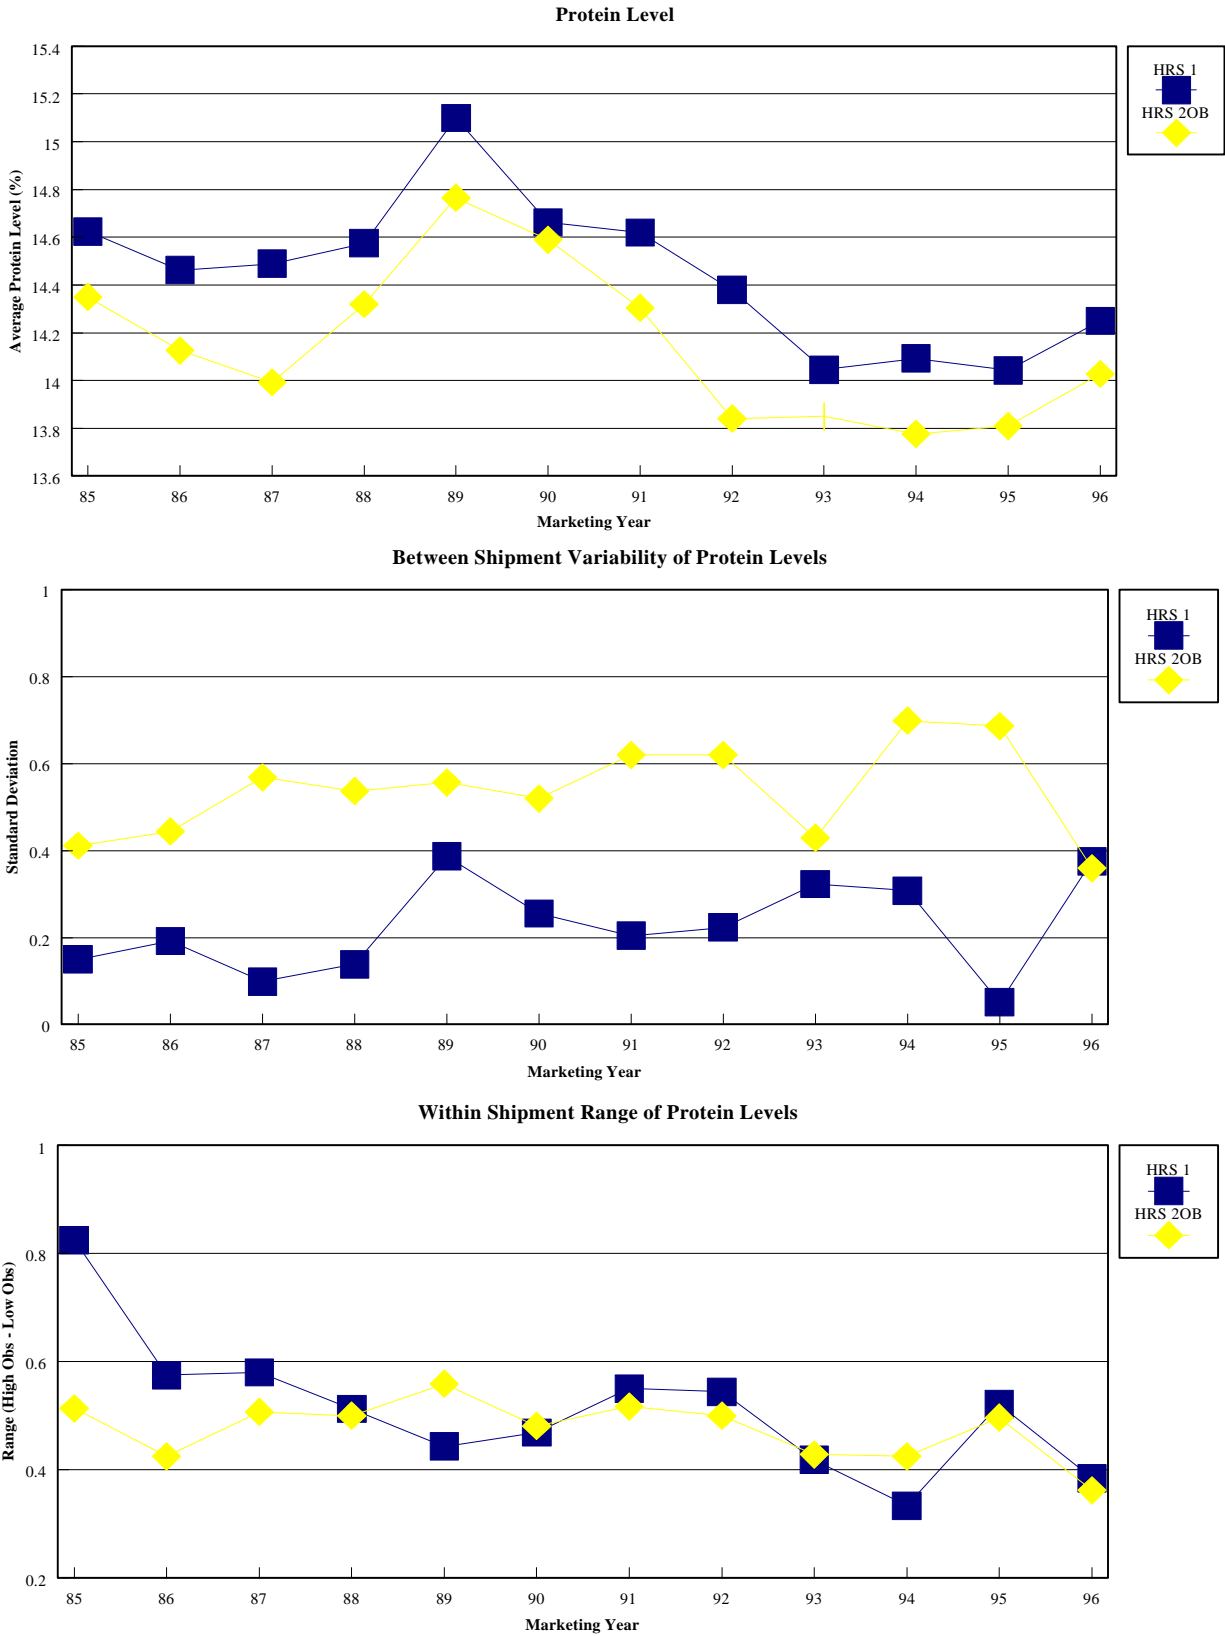 Protein Level
15.4
15.2
15
14.8
14.6
14.4
14.2
14
13.8
13.6
Average Protein Level (%)
85 86 87 88 89 90 91 92 93 94 95 96
Marketing Year
HRS 1
HRS 2OB
Between Shipment Variability of Protein Levels
1
0.8
0.6
0.4
0.2
0
Standard Deviation
85 86 87 88 89 90 91 92 93 94 95 96
Marketing Year
HRS 1
HRS 2OB
Within Shipment Range of Protein Levels
1
0.8
0.6
0.4
0.2
Range (High Obs - Low Obs)
85 86 87 88 89 90 91 92 93 94 95 96
Marketing Year
HRS 1
HRS 2OB